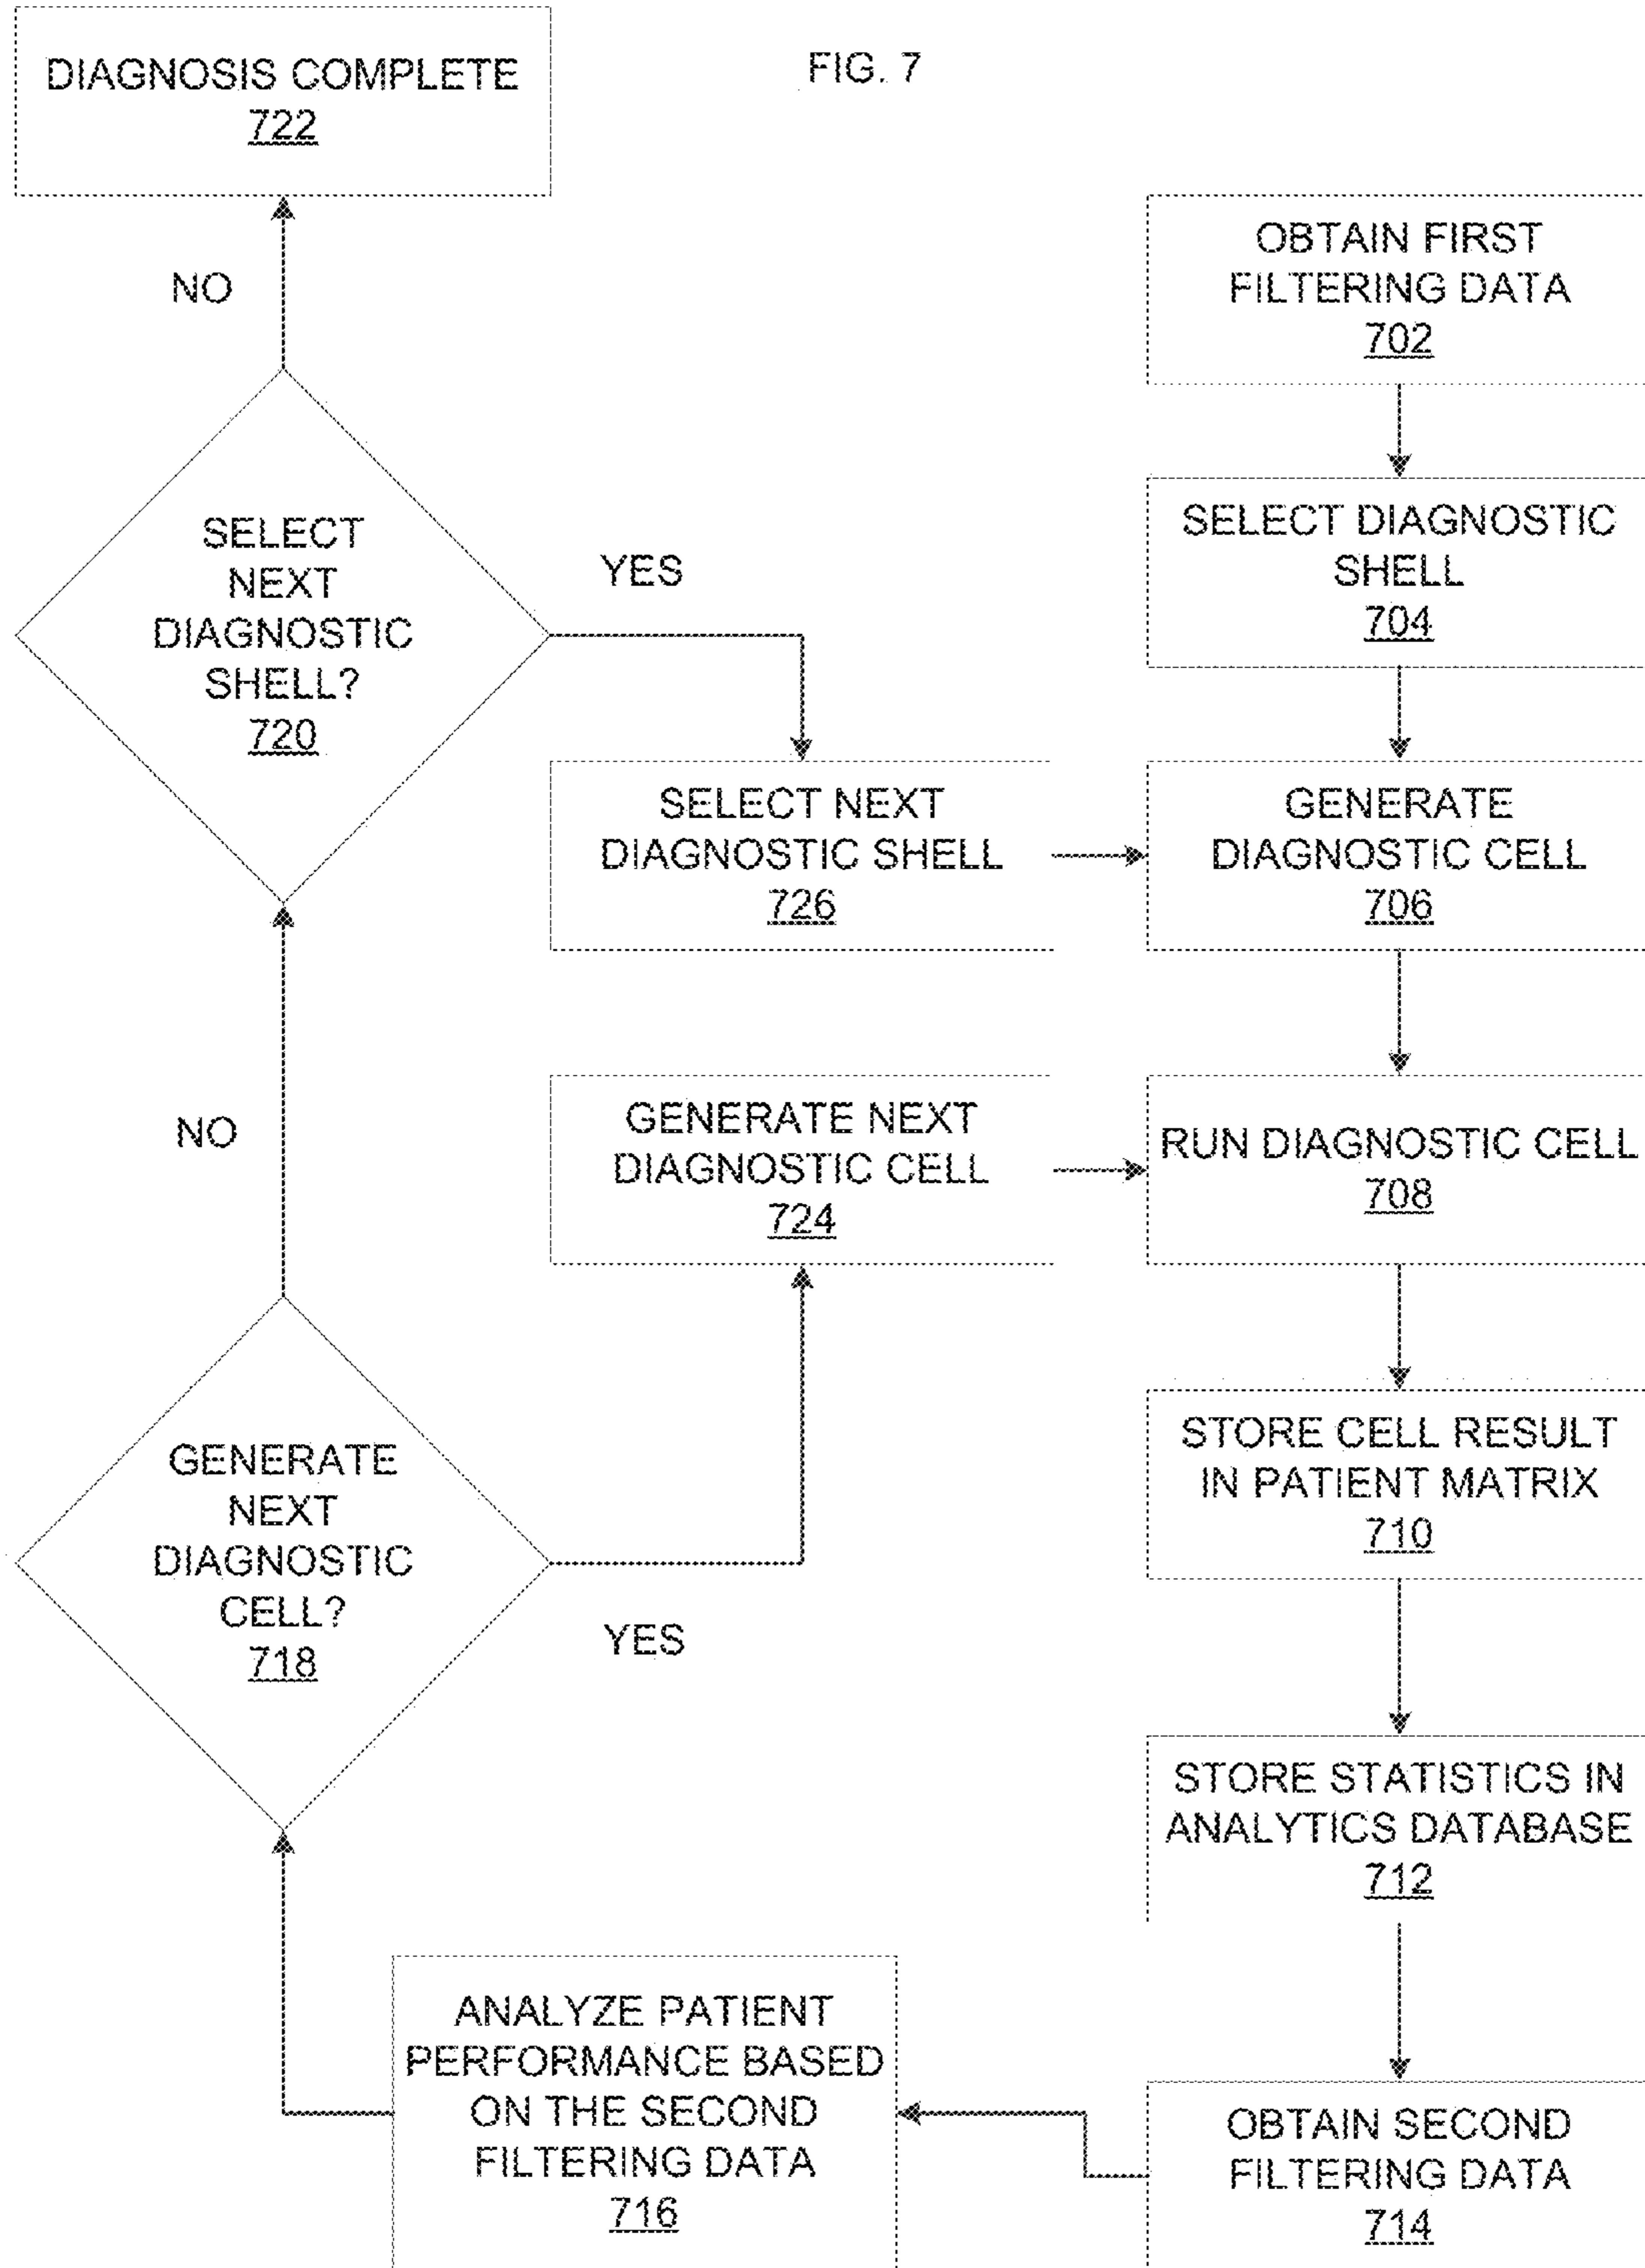 FIG. 7
DIAGNOSIS COMPLETE
722
NO
OBTAIN FIRST
FILTERING DATA
702
SELECT
NEXT
DIAGNOSTIC
SHELL?
720
YES
SELECT DIAGNOSTIC
SHELL
704
SELECT NEXT
DIAGNOSTIC SHELL
726
GENERATE
DIAGNOSTIC CELL
706
NO
GENERATE NEXT
DIAGNOSTIC CELL
724
RUN DIAGNOSTIC CELL
708
GENERATE
NEXT
DIAGNOSTIC
CELL?
718
YES
STORE CELL RESULT
IN PATIENT MATRIX
710
STORE STATISTICS IN
ANALYTICS DATABASE
712
ANALYZE PATIENT
PERFORMANCE BASED
ON THE SECOND
FILTERING DATA
716
OBTAIN SECOND
FILTERING DATA
714